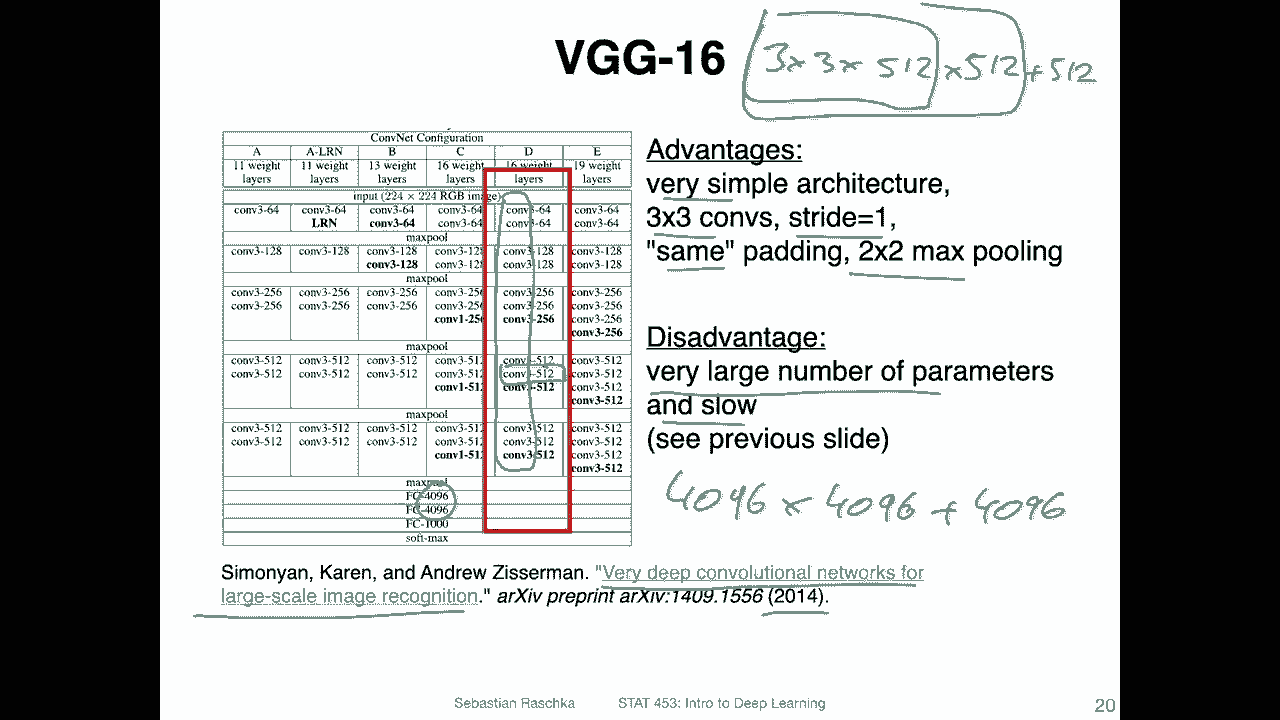 VGG-16 3x3x 512 x512 +512
ConvNet Configuration
A A-LRN B C D E
11 weight 11 weight 13 weight 16 weight 16 weight 19 weight
layers layers layers layers layers layers
input (224 × 224 RGB image)
conv3-64 conv3-64 conv3-64 conv3-64 conv3-64 conv3-64
LRN conv3-64 conv3-64 conv3-64 conv3-64
maxpool
conv3-128 conv3-128 conv3-128 conv3-128 conv3-128 conv3-128
conv3-128 conv3-128 conv3-128 conv3-128
maxpool
conv3-256 conv3-256 conv3-256 conv3-256 conv3-256 conv3-256
conv3-256 conv3-256 conv3-256 conv3-256 conv3-256 conv3-256
conv1-256 conv3-256 conv3-256
conv3-256
maxpool
conv3-512 conv3-512 conv3-512 conv3-512 conv3-512 conv3-512
conv3-512 conv3-512 conv3-512 conv3-512 conv3-512 conv3-512
conv1-512 conv3-512 conv3-512
conv3-512
maxpool
conv3-512 conv3-512 conv3-512 conv3-512 conv3-512 conv3-512
conv3-512 conv3-512 conv3-512 conv3-512 conv3-512 conv3-512
conv1-512 conv3-512 conv3-512
conv3-512
maxpool
FC-4096
FC-4096
FC-1000
soft-max
Advantages:
very simple architecture,
3x3 convs, stride=1,
"same" padding, 2x2 max pooling
Disadvantage:
very large number of parameters
and slow
(see previous slide)
4096 x 4096 + 4096
Simonyan, Karen, and Andrew Zisserman. "Very deep convolutional networks for
large-scale image recognition." arXiv preprint arXiv:1409.1556 (2014).
Sebastian Raschka STAT 453: Intro to Deep Learning 20